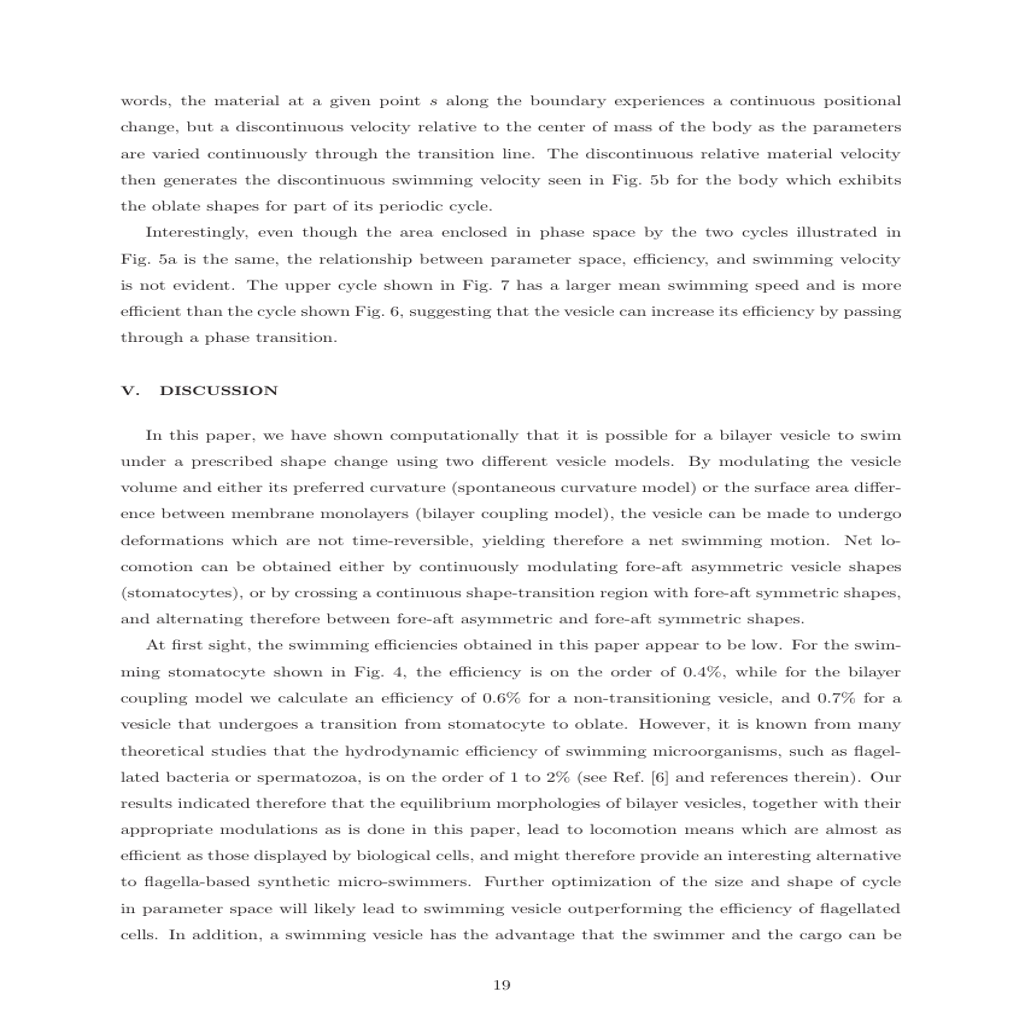 words, the material at a given point s along the boundary experiences a continuous positional
change, but a discontinuous velocity relative to the center of mass of the body as the parameters
are varied continuously through the transition line. The discontinuous relative material velocity
then generates the discontinuous swimming velocity seen in Fig. 5b for the body which exhibits
the oblate shapes for part of its periodic cycle.
Interestingly, even though the area enclosed in phase space by the two cycles illustrated in
Fig. 5a is the same, the relationship between parameter space, efficiency, and swimming velocity
is not evident. The upper cycle shown in Fig. 7 has a larger mean swimming speed and is more
efficient than the cycle shown Fig. 6, suggesting that the vesicle can increase its efficiency by passing
through a phase transition.
V. DISCUSSION
In this paper, we have shown computationally that it is possible for a bilayer vesicle to swim
under a prescribed shape change using two different vesicle models. By modulating the vesicle
volume and either its preferred curvature (spontaneous curvature model) or the surface area differ-
ence between membrane monolayers (bilayer coupling model), the vesicle can be made to undergo
deformations which are not time-reversible, yielding therefore a net swimming motion. Net lo-
comotion can be obtained either by continuously modulating fore-aft asymmetric vesicle shapes
(stomatocytes), or by crossing a continuous shape-transition region with fore-aft symmetric shapes,
and alternating therefore between fore-aft asymmetric and fore-aft symmetric shapes.
At first sight, the swimming efficiencies obtained in this paper appear to be low. For the swim-
ming stomatocyte shown in Fig. 4, the efficiency is on the order of 0.4%, while for the bilayer
coupling model we calculate an efficiency of 0.6% for a non-transitioning vesicle, and 0.7% for a
vesicle that undergoes a transition from stomatocyte to oblate. However, it is known from many
theoretical studies that the hydrodynamic efficiency of swimming microorganisms, such as flagel-
lated bacteria or spermatozoa, is on the order of 1 to 2% (see Ref. [6] and references therein). Our
results indicated therefore that the equilibrium morphologies of bilayer vesicles, together with their
appropriate modulations as is done in this paper, lead to locomotion means which are almost as
efficient as those displayed by biological cells, and might therefore provide an interesting alternative
to flagella-based synthetic micro-swimmers. Further optimization of the size and shape of cycle
in parameter space will likely lead to swimming vesicle outperforming the efficiency of flagellated
cells. In addition, a swimming vesicle has the advantage that the swimmer and the cargo can be
19